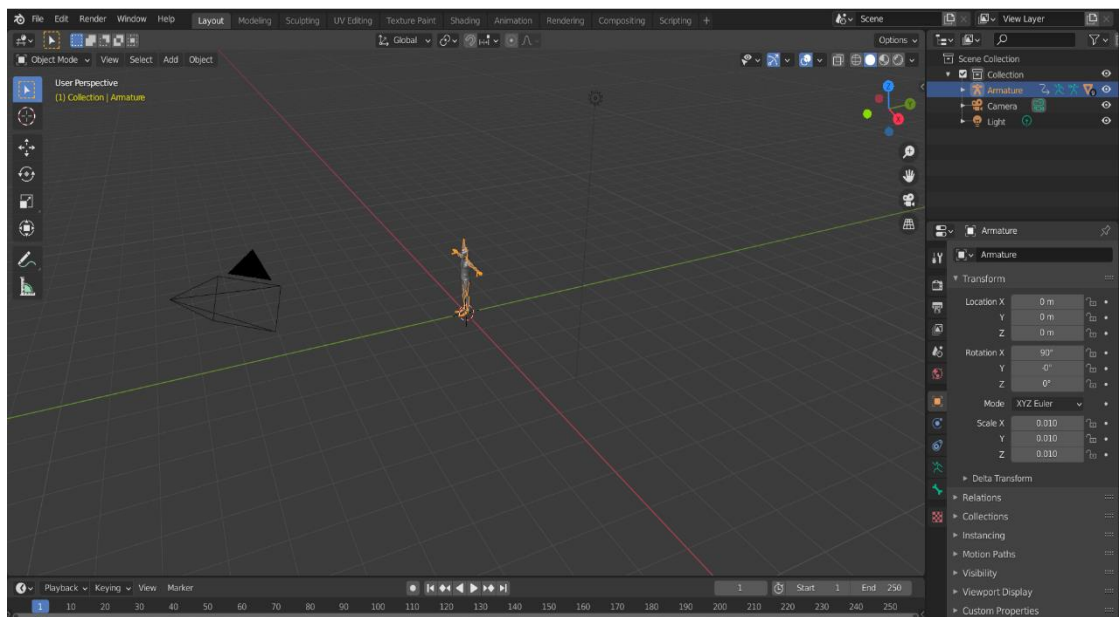 File Edit Render Window Help Layout Modeling Sculpting UV Editing Texture Paint Shading Animation Rendering Compositing Scripting + Scene View Layer
Global Options
Object Mode View Select Add Object
User Perspective
(1) Collection | Armature
Z
Y
X
Scene Collection
Collection
Armature
Camera
Light
Armature
Armature
Transform
Location X 0 m
Y 0 m
Z 0 m
Rotation X 90°
Y -0°
Z 0°
Mode XYZ Euler
Scale X 0.010
Y 0.010
Z 0.010
Delta Transform
Relations
Collections
Instancing
Motion Paths
Visibility
Viewport Display
Custom Properties
Playback Keying View Marker 1 Start 1 End 250
1 10 20 30 40 50 60 70 80 90 100 110 120 130 140 150 160 170 180 190 200 210 220 230 240 250